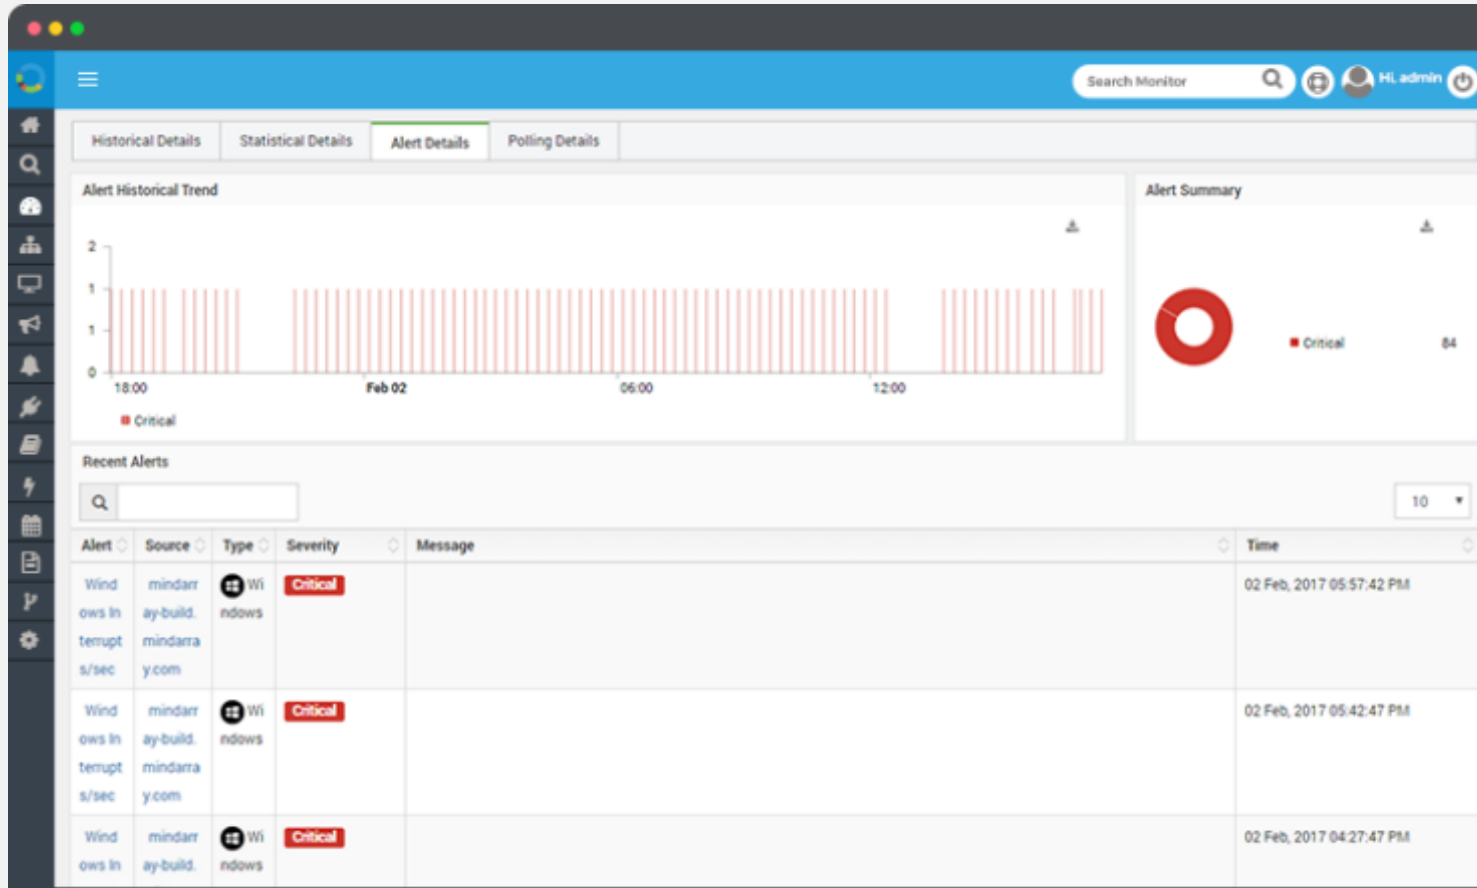 Search Monitor
Hi, admin
Historical Details
Statistical Details
Alert Details
Polling Details
Alert Historical Trend
Alert Summary
2
1
1
0
18:00
Feb 02
06:00
12:00
Critical
Critical
84
Recent Alerts
10
Alert
Source
Type
Severity
Message
Time
Wind
ows In
terrupt
s/sec
mindarr
ay-build.
mindarra
y.com
Wi
ndows
Critical
02 Feb, 2017 05:57:42 PM
Wind
ows In
terrupt
s/sec
mindarr
ay-build.
mindarra
y.com
Wi
ndows
Critical
02 Feb, 2017 05:42:47 PM
Wind
ows In
mindarr
ay-build.
Wi
ndows
Critical
02 Feb, 2017 04:27:47 PM